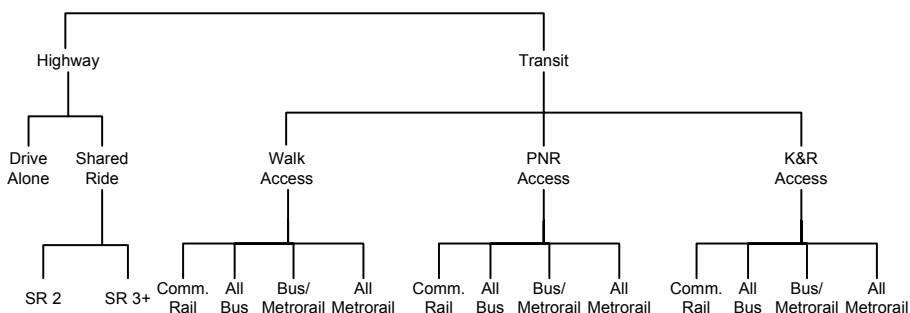 Highway
Transit
Drive
Alone
Shared
Ride
Walk
Access
PNR
Access
K&R
Access
SR 2
SR 3+
Comm.
Rail
All
Bus
Bus/
Metrorail
All
Metrorail
Comm.
Rail
All
Bus
Bus/
Metrorail
All
Metrorail
Comm.
Rail
All
Bus
Bus/
Metrorail
All
Metrorail